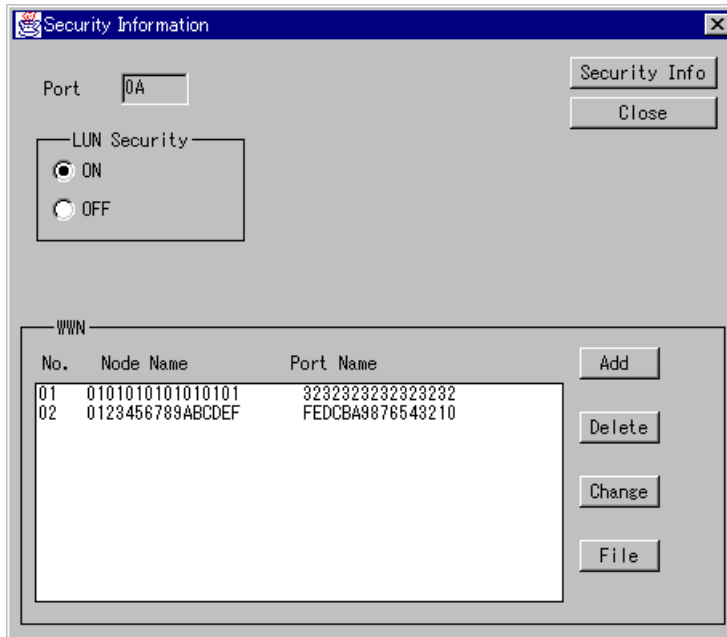 Security Information
Port 0A
Security Info
Close
LUN Security
ON
OFF
WWN
No. Node Name Port Name
01 0101010101010101 3232323232323232
02 0123456789ABCDEF FEDCBA9876543210
Add
Delete
Change
File